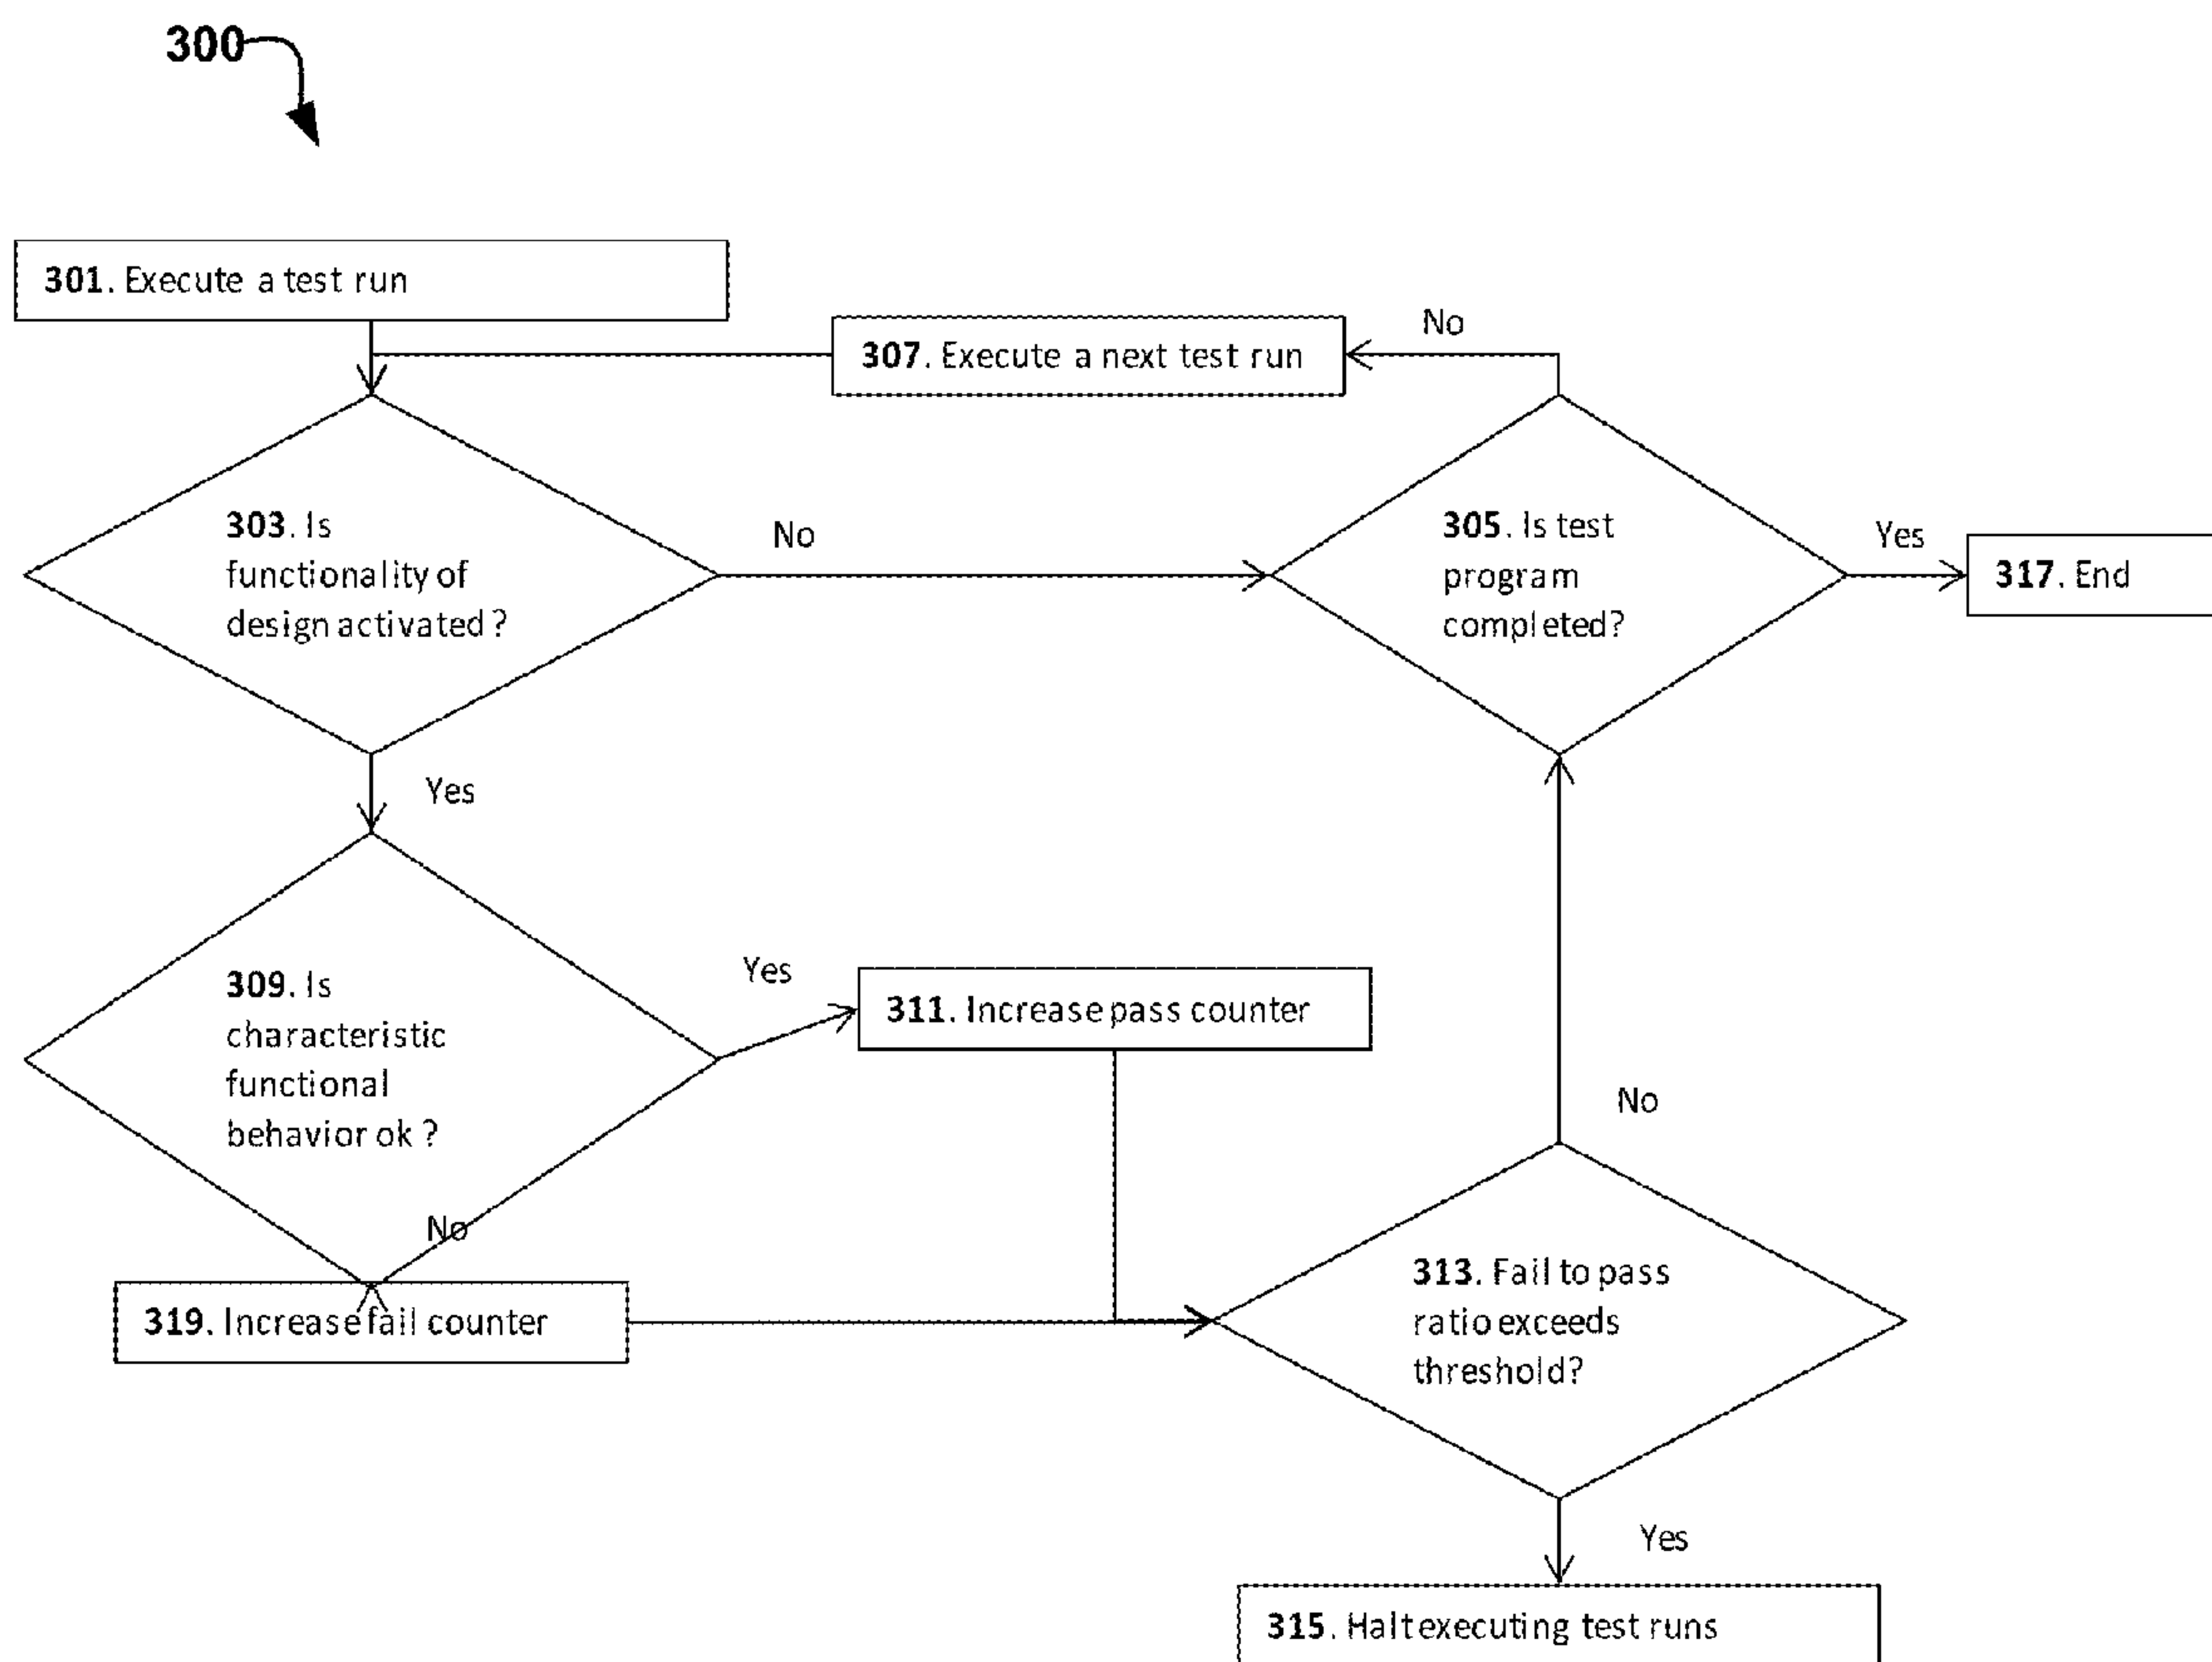 300
301. Execute a test run
307. Execute a next test run
No
303. Is
functionality of
design activated ?
No
305. Is test
program
completed?
Yes
317. End
Yes
309. Is
characteristic
functional
behavior ok ?
Yes
311. Increase pass counter
No
No
319. Increase fail counter
313. Fail to pass
ratio exceeds
threshold?
Yes
315. Halt executing test runs